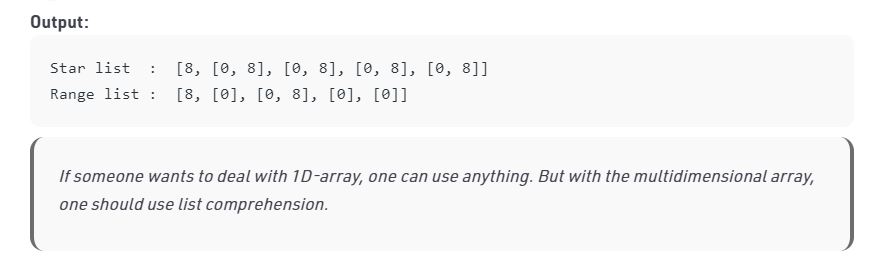 Output:
Star list  :  [8, [0, 8], [0, 8], [0, 8], [0, 8]]
Range list :  [8, [0], [0, 8], [0], [0]]
If someone wants to deal with 1D-array, one can use anything. But with the multidimensional array,
one should use list comprehension.